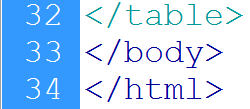 32 </table>
33 </body>
34 </html>